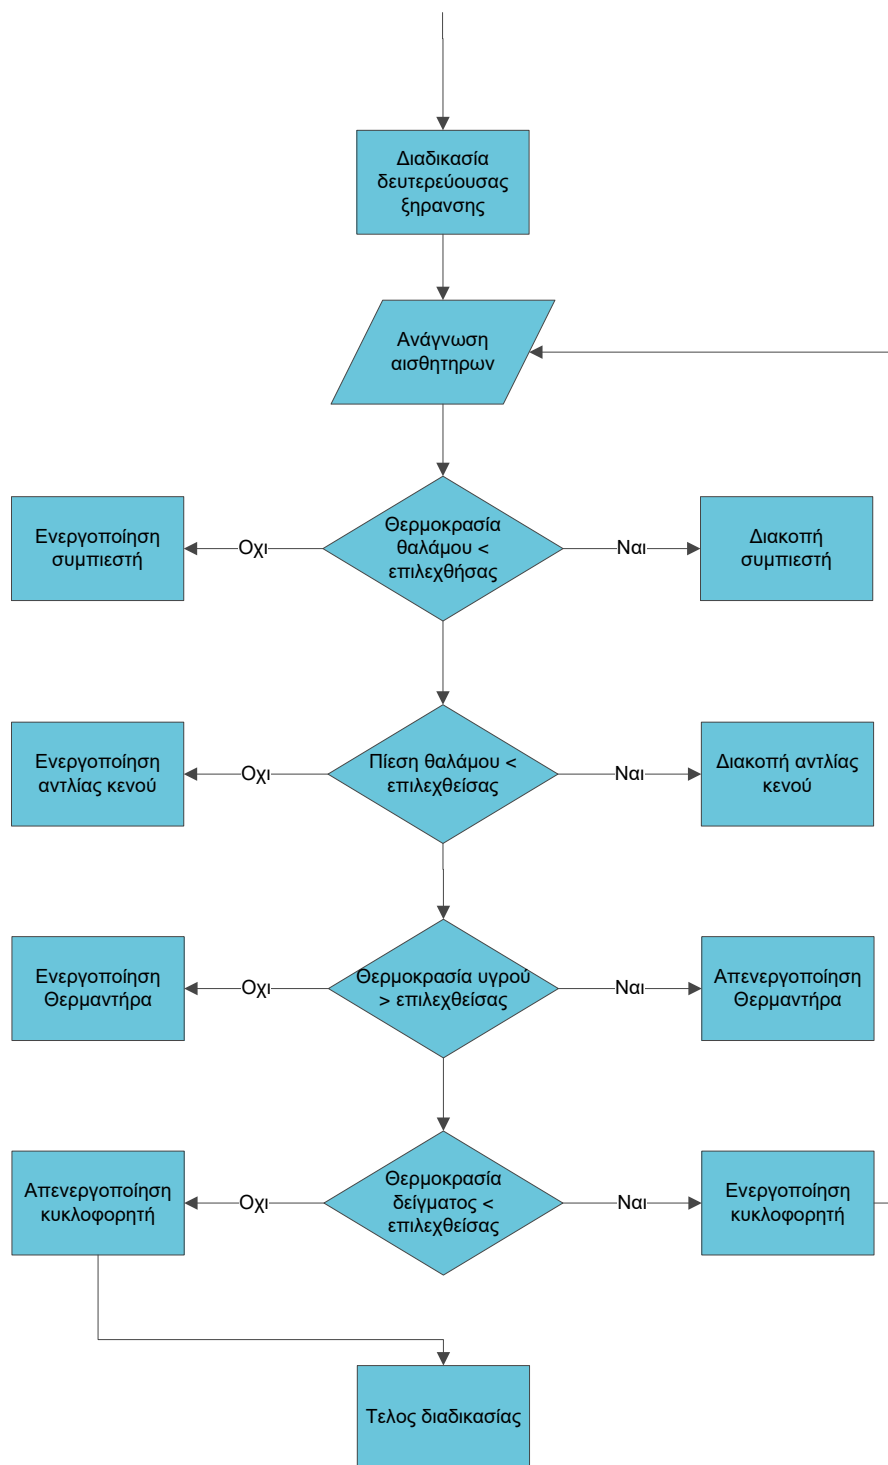 Διαδικασία
δευτερεύουσας
ξηρανσης
Ανάγνωση
αισθητηρων
Ενεργοποίηση
συμπιεστή
Οχι
Θερμοκρασία
θαλάμου <
επιλεχθήσας
Ναι
Διακοπή
συμπιεστή
Ενεργοποίηση
αντλίας κενού
Οχι
Πίεση θαλάμου <
επιλεχθείσας
Ναι
Διακοπή αντλίας
κενού
Ενεργοποίηση
Θερμαντήρα
Οχι
Θερμοκρασία υγρού
> επιλεχθείσας
Ναι
Απενεργοποίηση
Θερμαντήρα
Απενεργοποίηση
κυκλοφορητή
Οχι
Θερμοκρασία
δείγματος <
επιλεχθείσας
Ναι
Ενεργοποίηση
κυκλοφορητή
Τελος διαδικασίας